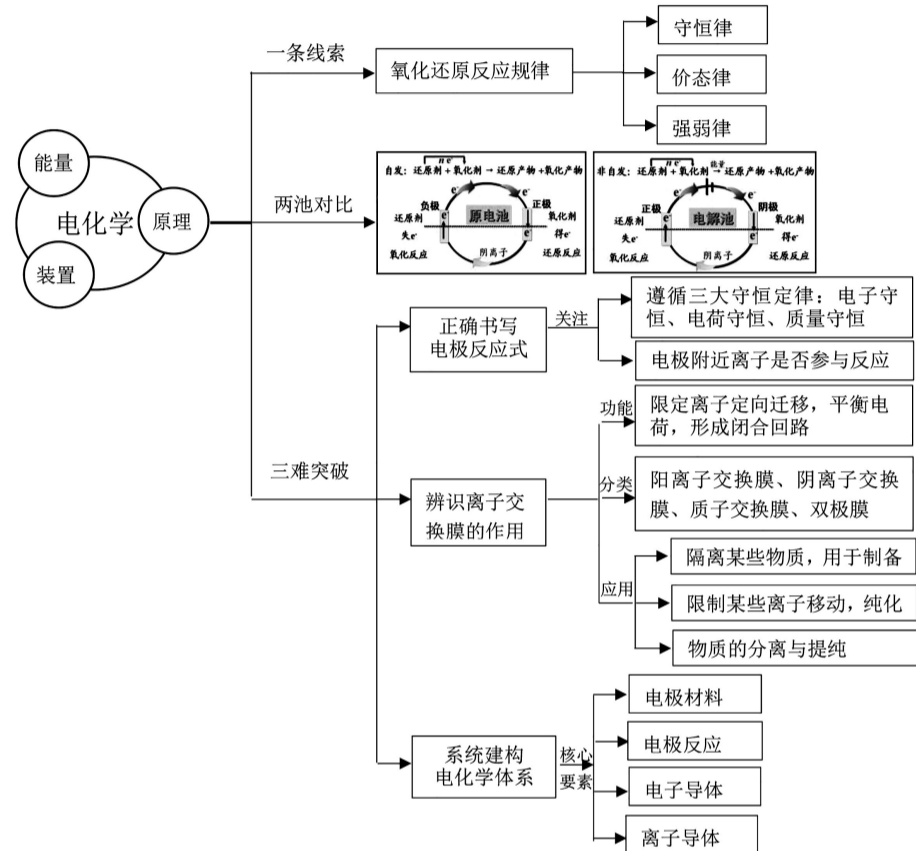 能量
电化学
原理
装置
一条线索
氧化还原反应规律
守恒律
价态律
强弱律
两池对比
ne⁻
自发：还原剂+氧化剂→还原产物+氧化产物
e⁻
e⁻
负极
正极
还原剂
e⁻
原电池
氧化剂
失e⁻
e⁻
得e⁻
氧化反应
阴离子
还原反应
ne⁻
能量
非自发：还原剂+氧化剂→还原产物+氧化产物
e⁻
e⁻
正极
阴极
还原剂
e⁻
电解池
氧化剂
失e⁻
e⁻
得e⁻
氧化反应
阴离子
还原反应
三难突破
正确书写
电极反应式
关注
遵循三大守恒定律：电子守
恒、电荷守恒、质量守恒
电极附近离子是否参与反应
辨识离子交
换膜的作用
功能
限定离子定向迁移，平衡电
荷，形成闭合回路
分类
阳离子交换膜、阴离子交换
膜、质子交换膜、双极膜
应用
隔离某些物质，用于制备
限制某些离子移动，纯化
物质的分离与提纯
系统建构
电化学体系
核心
要素
电极材料
电极反应
电子导体
离子导体